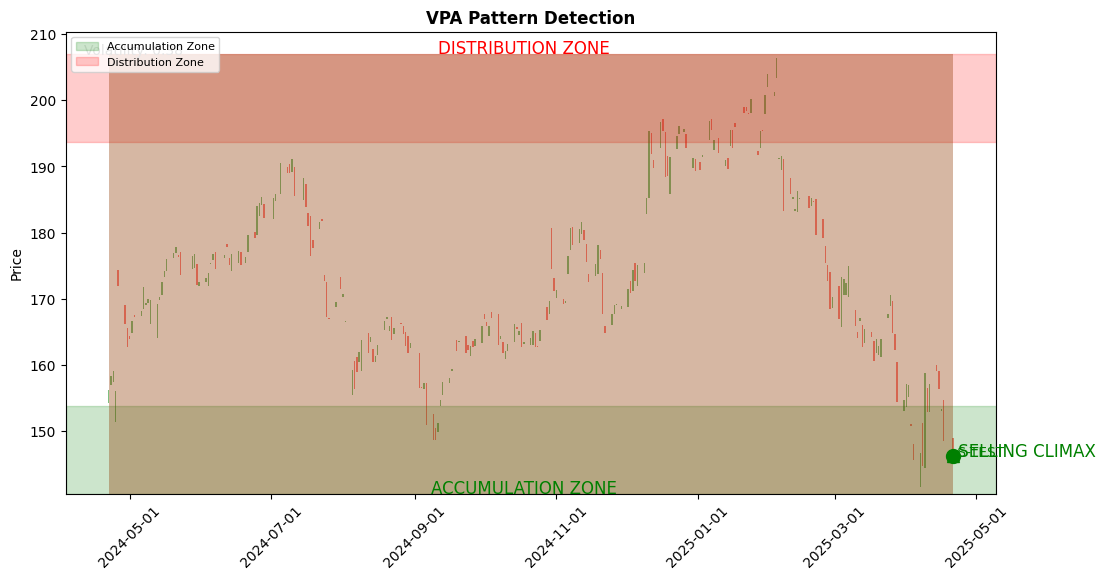 VPA Pattern Detection
Accumulation Zone
Distribution Zone
DISTRIBUTION ZONE
Price
210
200
190
180
170
160
150
SELLING CLIMAX
ACCUMULATION ZONE
2024-05-01
2024-07-01
2024-09-01
2024-11-01
2025-01-01
2025-03-01
2025-05-01